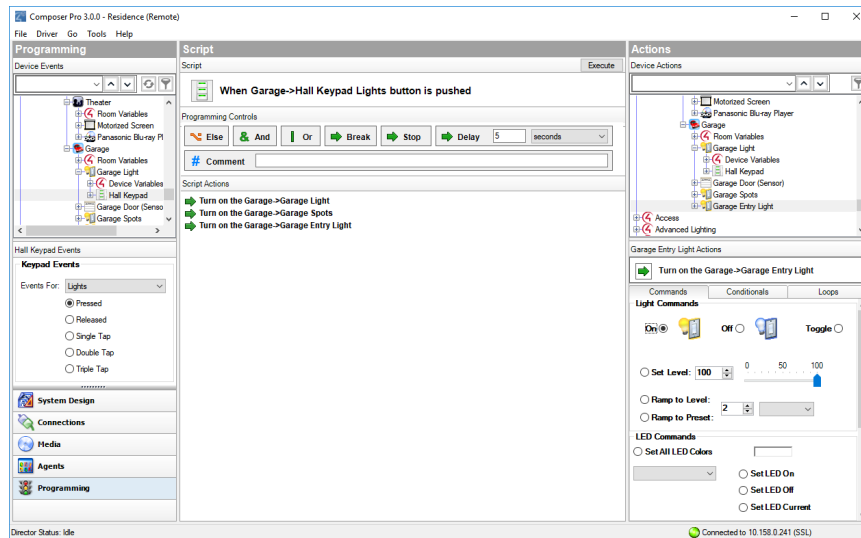 Composer Pro 3.0.0 - Residence (Remote)
File Driver Go Tools Help
Programming
Device Events
Theater
Room Variables
Motorized Screen
Panasonic Blu-ray Pl
Garage
Room Variables
Garage Light
Device Variables
Hall Keypad
Garage Door (Senso
Garage Spots
Hall Keypad Events
Keypad Events
Events For: Lights
Pressed
Released
Single Tap
Double Tap
Triple Tap
System Design
Connections
Media
Agents
Programming
Script
Script Execute
When Garage->Hall Keypad Lights button is pushed
Programming Controls
Else & And Or Break Stop Delay 5 seconds
# Comment
Script Actions
Turn on the Garage->Garage Light
Turn on the Garage->Garage Spots
Turn on the Garage->Garage Entry Light
Actions
Device Actions
Motorized Screen
Panasonic Blu-ray Player
Garage
Room Variables
Garage Light
Device Variables
Hall Keypad
Garage Door (Sensor)
Garage Spots
Garage Entry Light
Access
Advanced Lighting
Garage Entry Light Actions
Turn on the Garage->Garage Entry Light
Commands Conditionals Loops
Light Commands
On Off Toggle
0 50 100
Set Level: 100
Ramp to Level:
2
Ramp to Preset:
LED Commands
Set All LED Colors
Set LED On
Set LED Off
Set LED Current
Director Status: Idle
Connected to 10.158.0.241 (SSL)